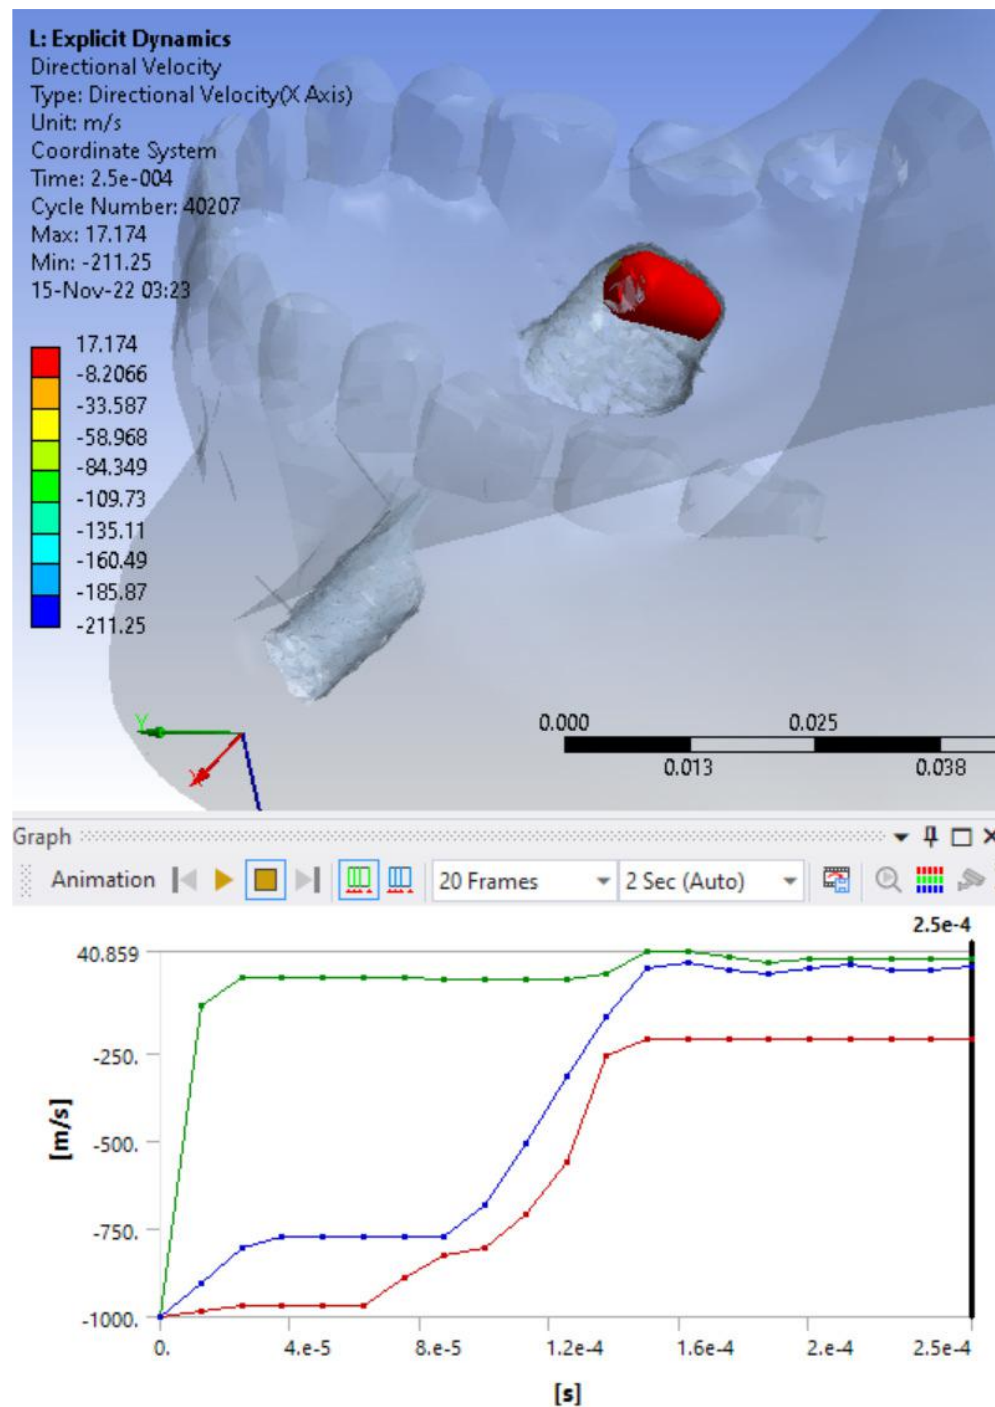 L: Explicit Dynamics
Directional Velocity
Type: Directional Velocity(X Axis)
Unit: m/s
Coordinate System
Time: 2.5e-004
Cycle Number: 40207
Max: 17.174
Min: -211.25
15-Nov-22 03:23
17.174
-8.2066
-33.587
-58.968
-84.349
-109.73
-135.11
-160.49
-185.87
-211.25
Y
X
0.000 0.025
0.013 0.038
Graph
Animation 20 Frames 2 Sec (Auto)
2.5e-4
40.859
-250.
-500.
-750.
-1000.
[m/s]
0. 4.e-5 8.e-5 1.2e-4 1.6e-4 2.e-4 2.5e-4
[s]